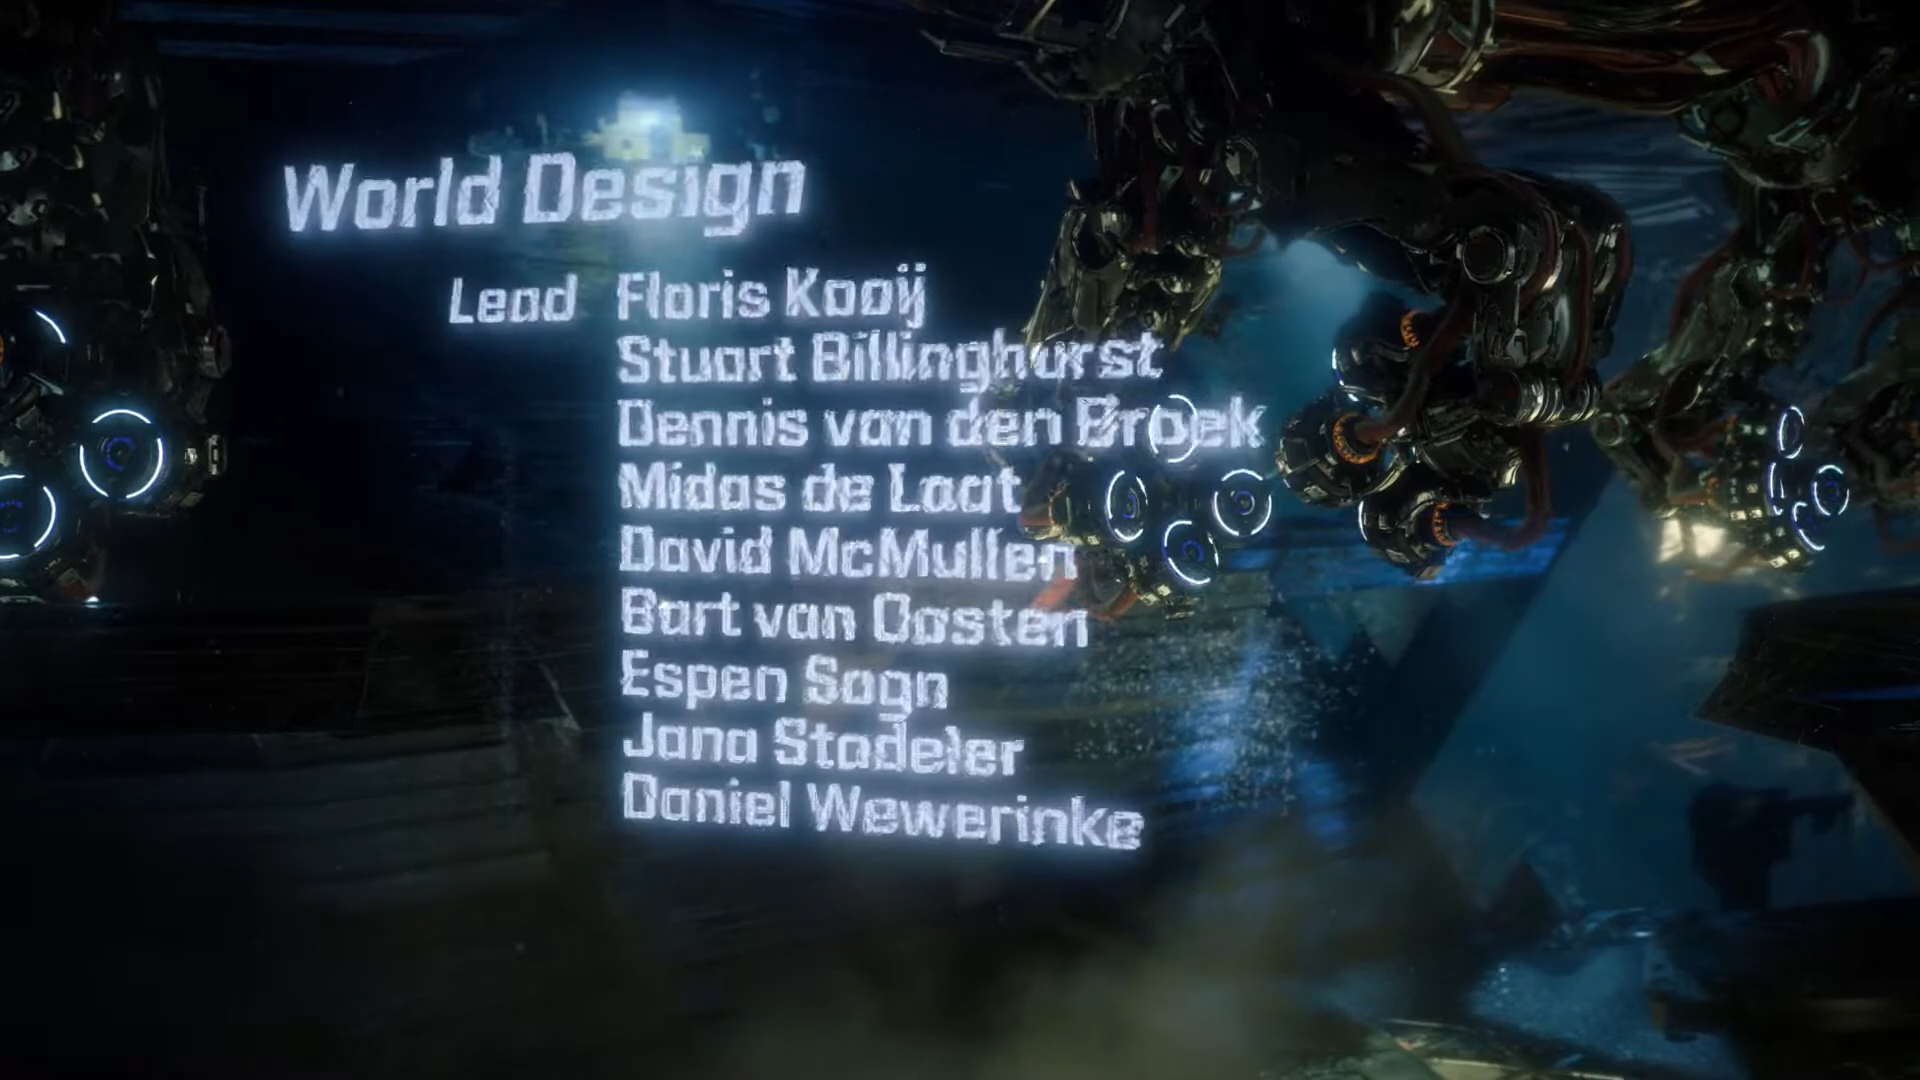 World Design
Lead Floris Kooij
Stuart Billinghurst
Dennis van den Broek
Midas de Laat
David McMullen
Bart van Oosten
Espen Sogn
Jana Stadeler
Daniel Wewerinke